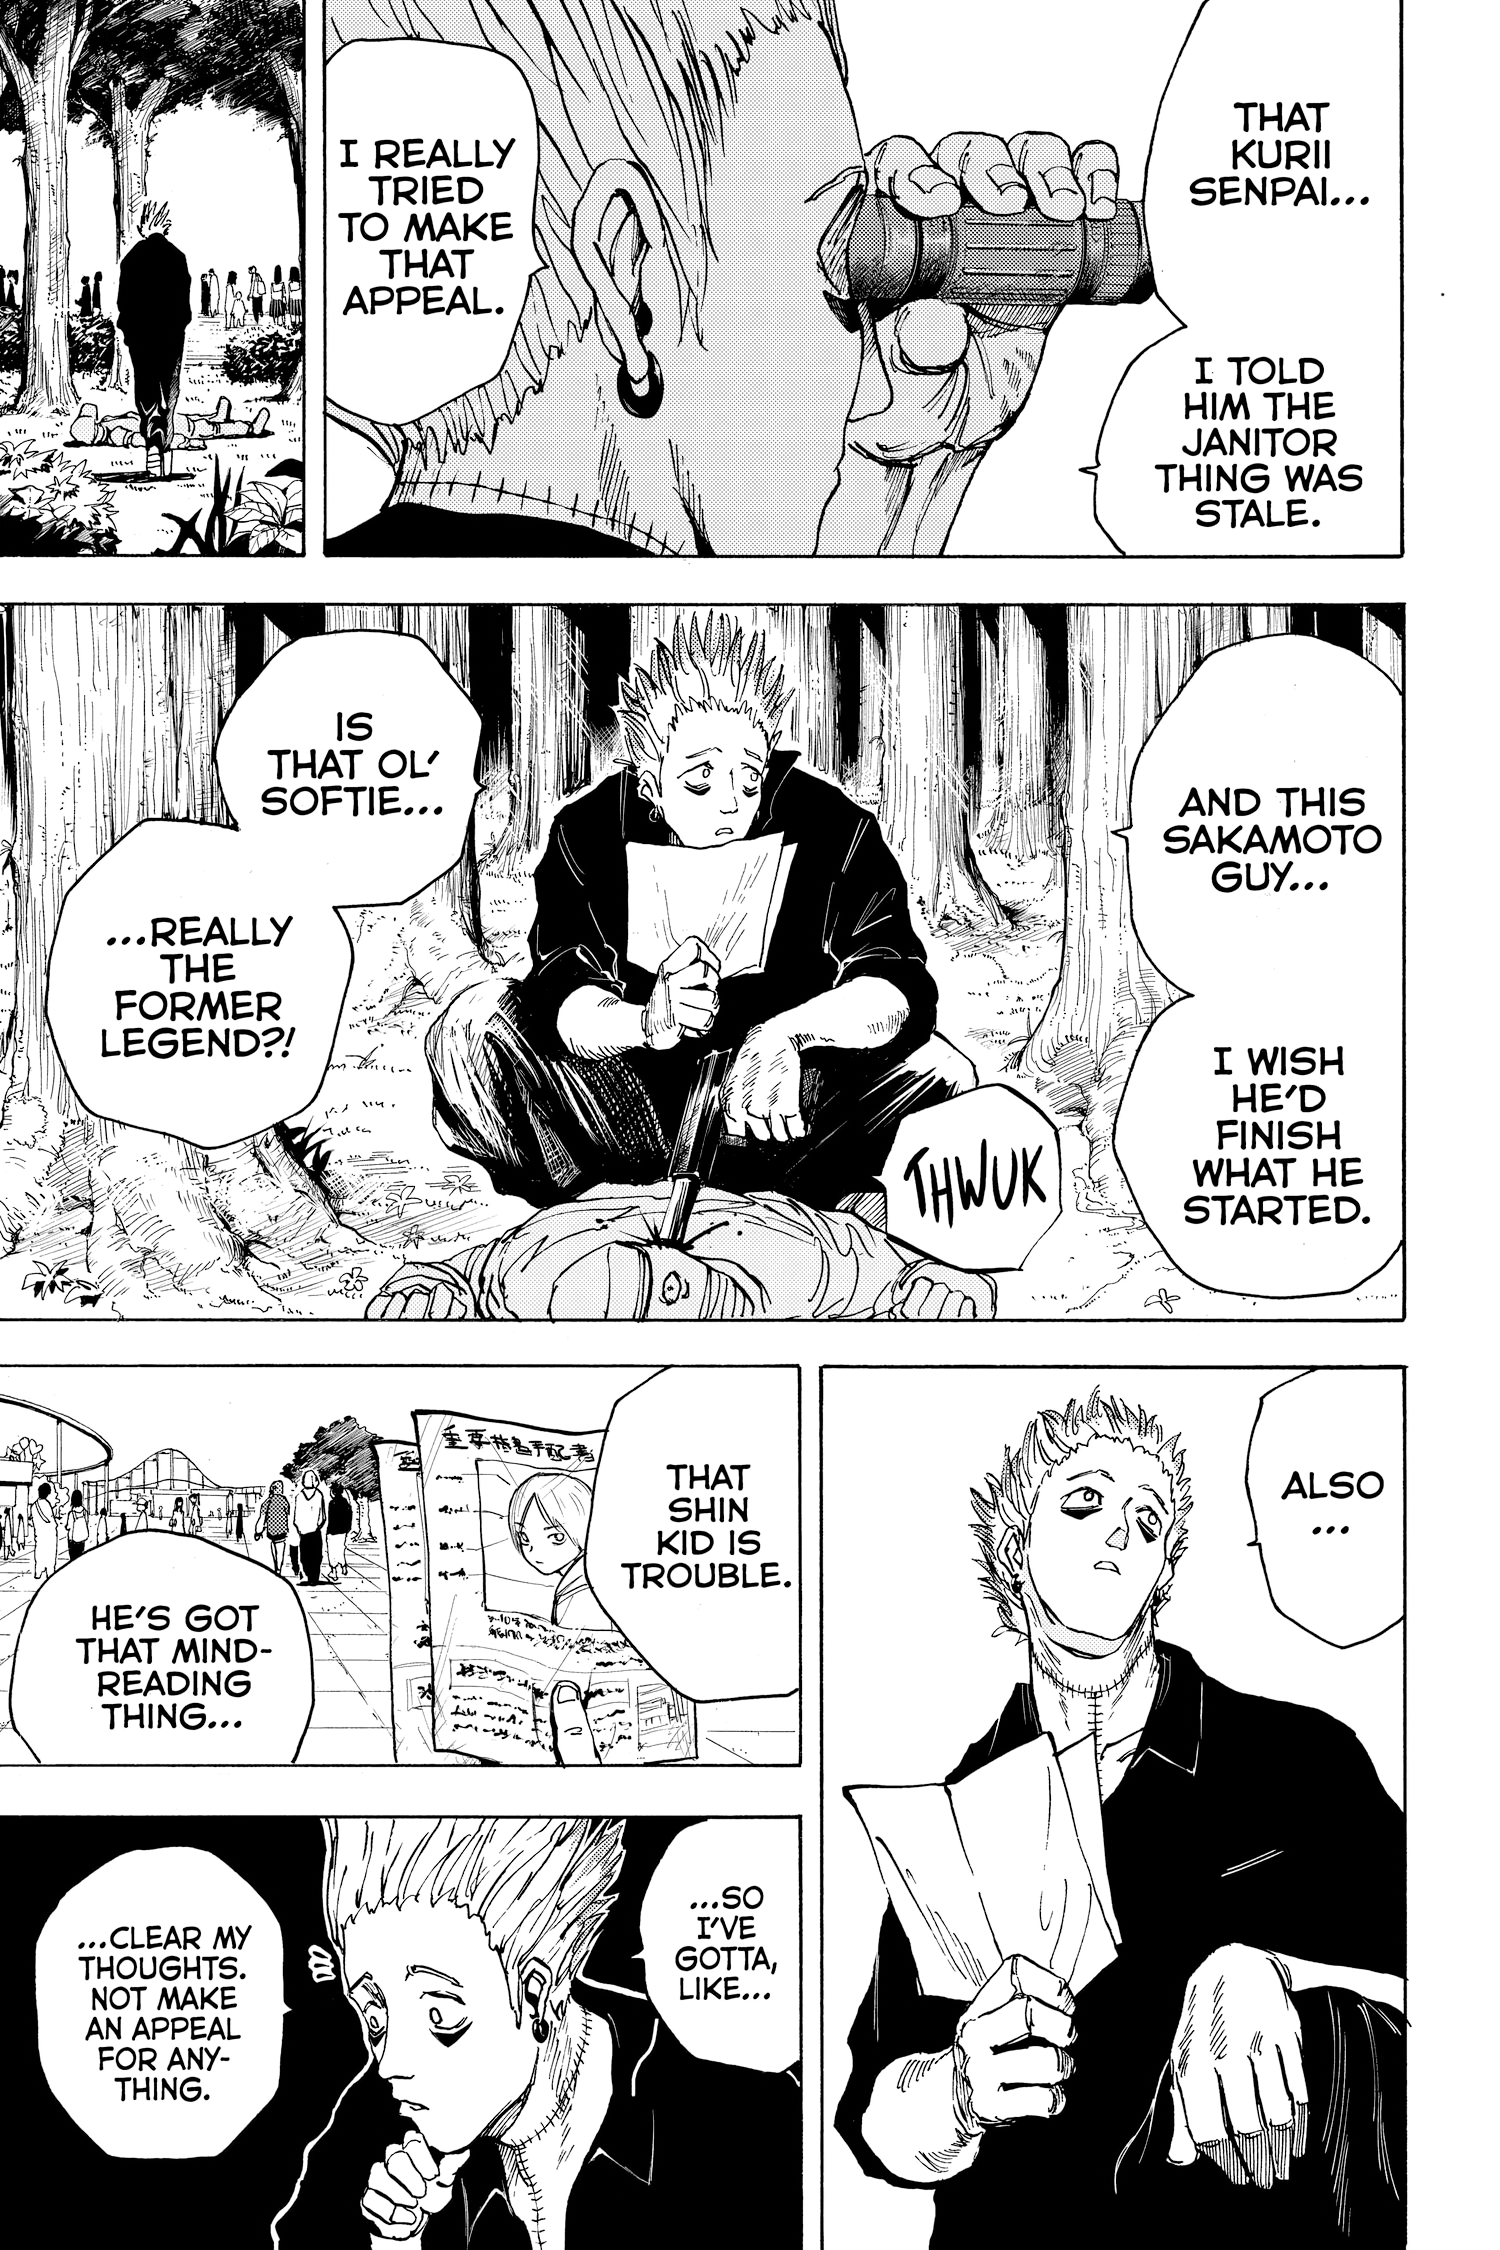 THAT
KURII
SENPAI...
I TOLD
HIM THE
JANITOR
THING WAS
STALE.
I REALLY
TRIED
TO MAKE
THAT
APPEAL.
AND THIS
SAKAMOTO
GUY...
I WISH
HE'D
FINISH
WHAT HE
STARTED.
THWUK
IS
THAT OL'
SOFTIE...
...REALLY
THE
FORMER
LEGEND?!
ALSO
...
THAT
SHIN
KID IS
TROUBLE.
HE'S GOT
THAT MIND-
READING
THING...
...SO
I'VE
GOTTA,
LIKE...
...CLEAR MY
THOUGHTS.
NOT MAKE
AN APPEAL
FOR ANY-
THING.